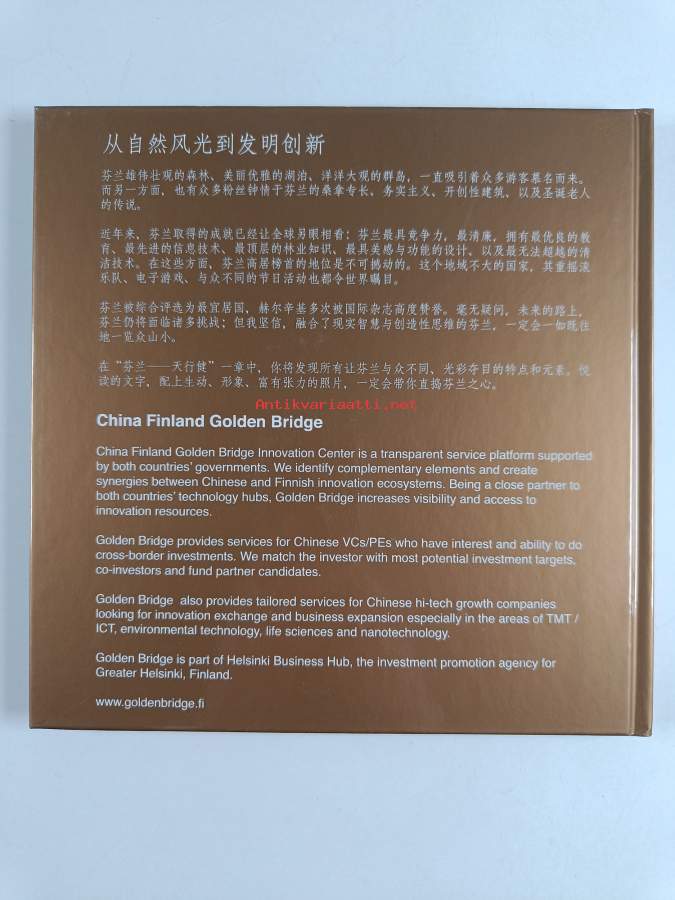 从自然风光到发明创新
芬兰雄伟壮观的森林、美丽优雅的湖泊、洋洋大观的群岛，一直吸引着众多游客慕名而来。
而另一方面，也有众多粉丝钟情于芬兰的桑拿专长、务实主义、开创性建筑、以及圣诞老人
的传说。
近年来，芬兰取得的成就已经让全球另眼相看；芬兰最具竞争力，最清廉，拥有最优良的教
育、最先进的信息技术、最顶层的林业知识、最具美感与功能的设计，以及最无法超越的清
洁技术。在这些方面，芬兰高居榜首的地位是不可撼动的。这个地域不大的国家，其重摇滚
乐队、电子游戏、与众不同的节日活动也都令世界瞩目。
芬兰被综合评选为最宜居国，赫尔辛基多次被国际杂志高度赞誉。毫无疑问，未来的路上，
芬兰仍将面临诸多挑战；但我坚信，融合了现实智慧与创造性思维的芬兰，一定会一如既往
地一览众山小。
在“芬兰——天行健”一章中，你将发现所有让芬兰与众不同、光彩夺目的特点和元素。悦
读的文字，配上生动、形象、富有张力的照片，一定会带你直捣芬兰之心。
Antikvariaatti.net
China Finland Golden Bridge
China Finland Golden Bridge Innovation Center is a transparent service platform supported
by both countries' governments. We identify complementary elements and create
synergies between Chinese and Finnish innovation ecosystems. Being a close partner to
both countries' technology hubs, Golden Bridge increases visibility and access to
innovation resources.
Golden Bridge provides services for Chinese VCs/PEs who have interest and ability to do
cross-border investments. We match the investor with most potential investment targets,
co-investors and fund partner candidates.
Golden Bridge also provides tailored services for Chinese hi-tech growth companies
looking for innovation exchange and business expansion especially in the areas of TMT /
ICT, environmental technology, life sciences and nanotechnology.
Golden Bridge is part of Helsinki Business Hub, the investment promotion agency for
Greater Helsinki, Finland.
www.goldenbridge.fi